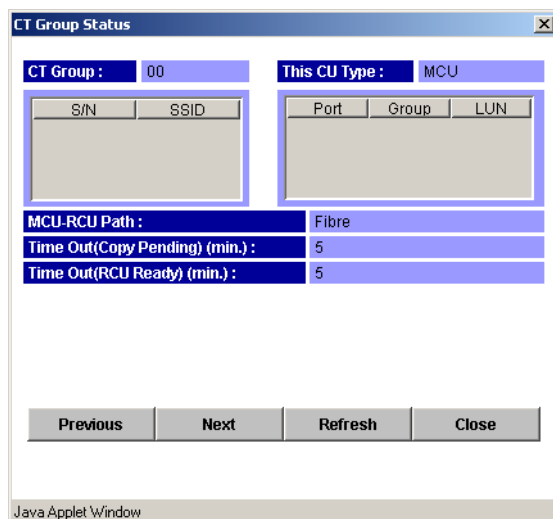 CT Group Status
CT Group : 00 This CU Type : MCU
S/N SSID Port Group LUN
MCU-RCU Path : Fibre
Time Out(Copy Pending) (min.) : 5
Time Out(RCU Ready) (min.) : 5
Previous Next Refresh Close
Java Applet Window